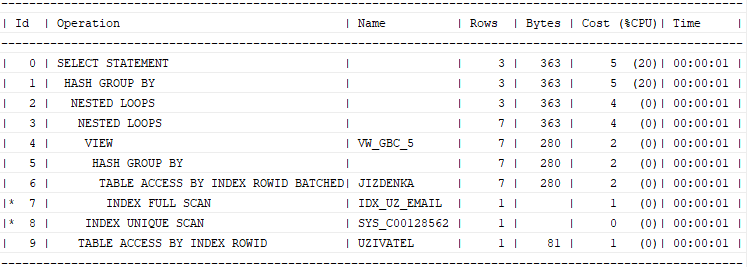 --------------------------------------------------------------------------------------------------------
| Id  | Operation                                | Name         | Rows  | Bytes | Cost (%CPU)| Time     |
--------------------------------------------------------------------------------------------------------
|   0 | SELECT STATEMENT                         |              |     3 |   363 |     5  (20)| 00:00:01 |
|   1 |  HASH GROUP BY                           |              |     3 |   363 |     5  (20)| 00:00:01 |
|   2 |   NESTED LOOPS                           |              |     3 |   363 |     4   (0)| 00:00:01 |
|   3 |    NESTED LOOPS                          |              |     7 |   363 |     4   (0)| 00:00:01 |
|   4 |     VIEW                                 | VW_GBC_5     |     7 |   280 |     2   (0)| 00:00:01 |
|   5 |      HASH GROUP BY                       |              |     7 |   280 |     2   (0)| 00:00:01 |
|   6 |       TABLE ACCESS BY INDEX ROWID BATCHED| JIZDENKA     |     7 |   280 |     2   (0)| 00:00:01 |
|*  7 |        INDEX FULL SCAN                   | IDX_UZ_EMAIL |     1 |       |     1   (0)| 00:00:01 |
|*  8 |     INDEX UNIQUE SCAN                    | SYS_C00128562 |     1 |       |     0   (0)| 00:00:01 |
|   9 |    TABLE ACCESS BY INDEX ROWID           | UZIVATEL     |     1 |    81 |     1   (0)| 00:00:01 |
--------------------------------------------------------------------------------------------------------